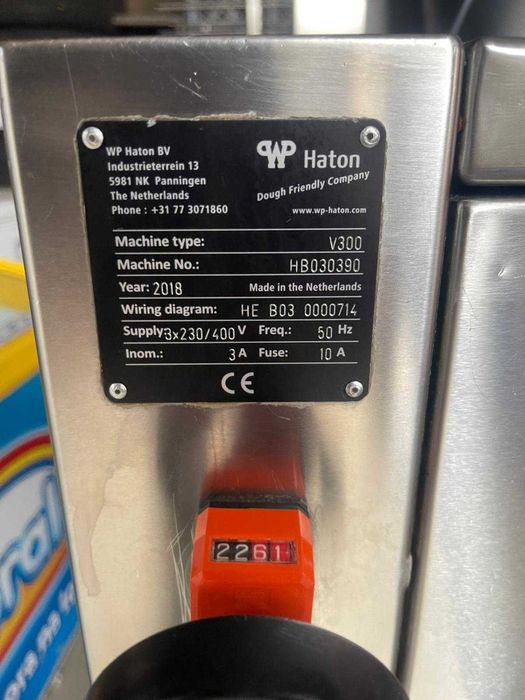 WP Haton BV
Industrieterrein 13
5981 NK Panningen
The Netherlands
Phone : +31 77 3071860
WP Haton
Dough Friendly Company
www.wp-haton.com
Machine type: V300
Machine No.: HB030390
Year: 2018 Made in the Netherlands
Wiring diagram: HE B03 0000714
Supply: 3x230/400 V Freq.: 50 Hz
Inom.: 3 A Fuse: 10 A
CE
2261